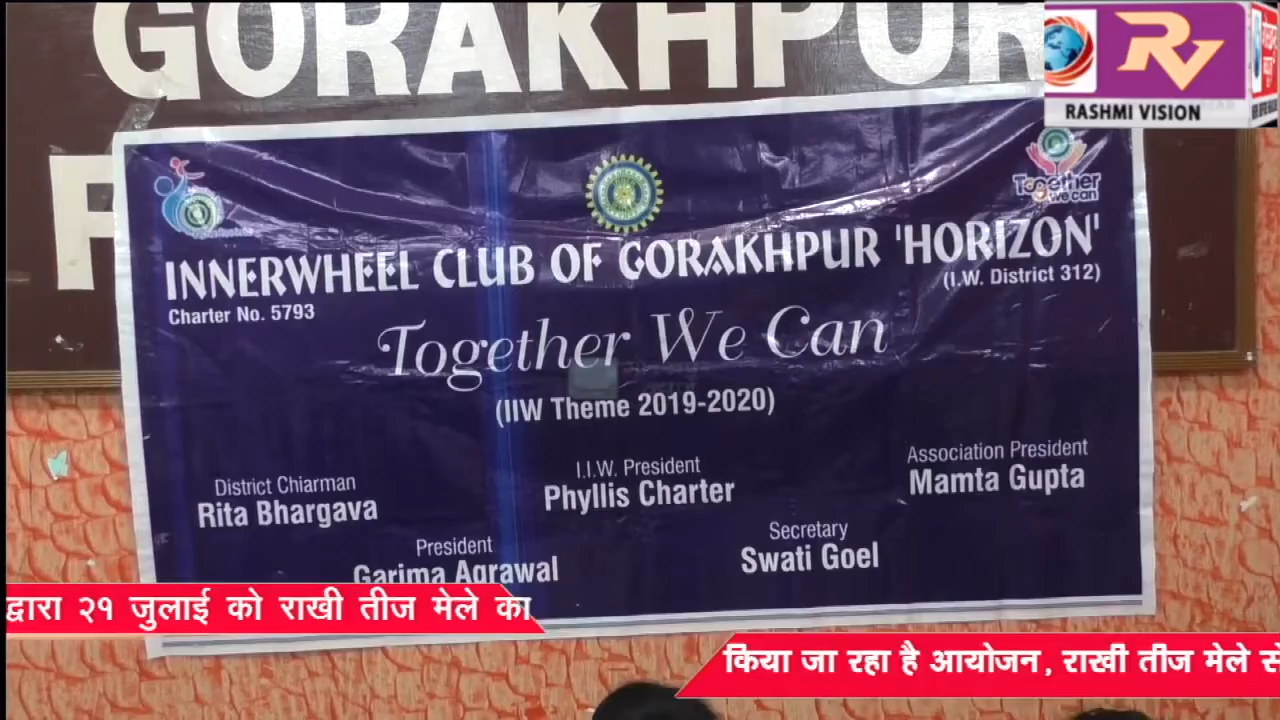 GORAKHPUR
RV
RASHMI VISION
Together
we can
INNERWHEEL CLUB OF GORAKHPUR 'HORIZON'
(I.W. District 312)
Charter No. 5793
Together We Can
(IIW Theme 2019-2020)
Association President
Mamta Gupta
I.I.W. President
Phyllis Charter
District Chiarman
Rita Bhargava
Secretary
Swati Goel
President
Garima Agrawal
द्वारा २१ जुलाई को राखी तीज मेले का
किया जा रहा है आयोजन, राखी तीज मेले से